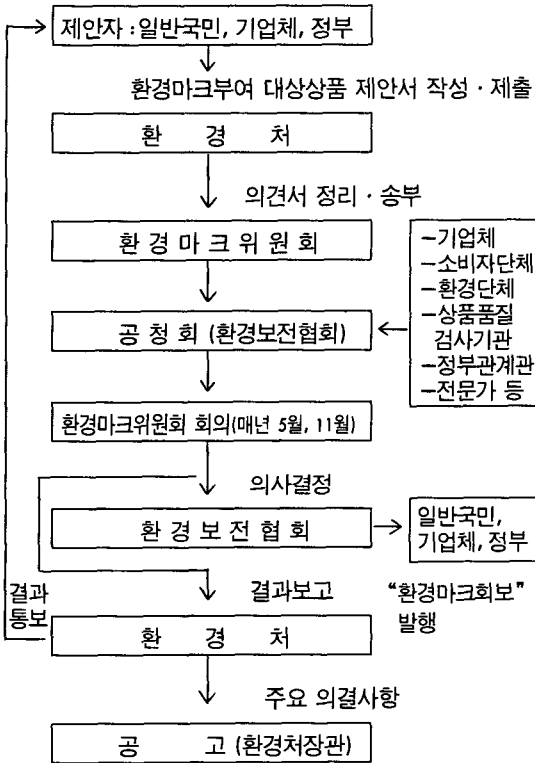 제안자 : 일반국민, 기업체, 정부
환경마크부여 대상상품 제안서 작성 · 제출
환 경 처
의견서 정리 · 송부
환 경 마 크 위 원 회
공 청 회 (환경보전협회)
-기업체
-소비자단체
-환경단체
-상품품질
검사기관
-정부관계관
-전문가 등
환경마크위원회 회의(매년 5월, 11월)
의사결정
환 경 보 전 협 회
일반국민,
기업체, 정부
결과보고
“환경마크회보”
발행
결과
통보
환 경 처
주요 의결사항
공 고 (환경처장관)